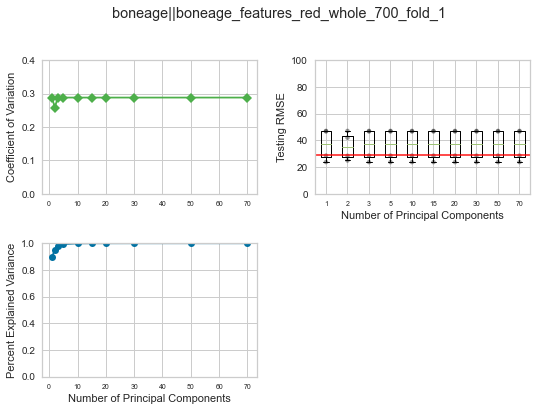 boneage||boneage_features_red_whole_700_fold_1
Coefficient of Variation
0.4
0.3
0.2
0.1
0.0
0 10 20 30 40 50 60 70
Testing RMSE
100
80
60
40
20
0
1 2 3 5 10 15 20 30 50 70
Number of Principal Components
Percent Explained Variance
1.0
0.8
0.6
0.4
0.2
0.0
0 10 20 30 40 50 60 70
Number of Principal Components